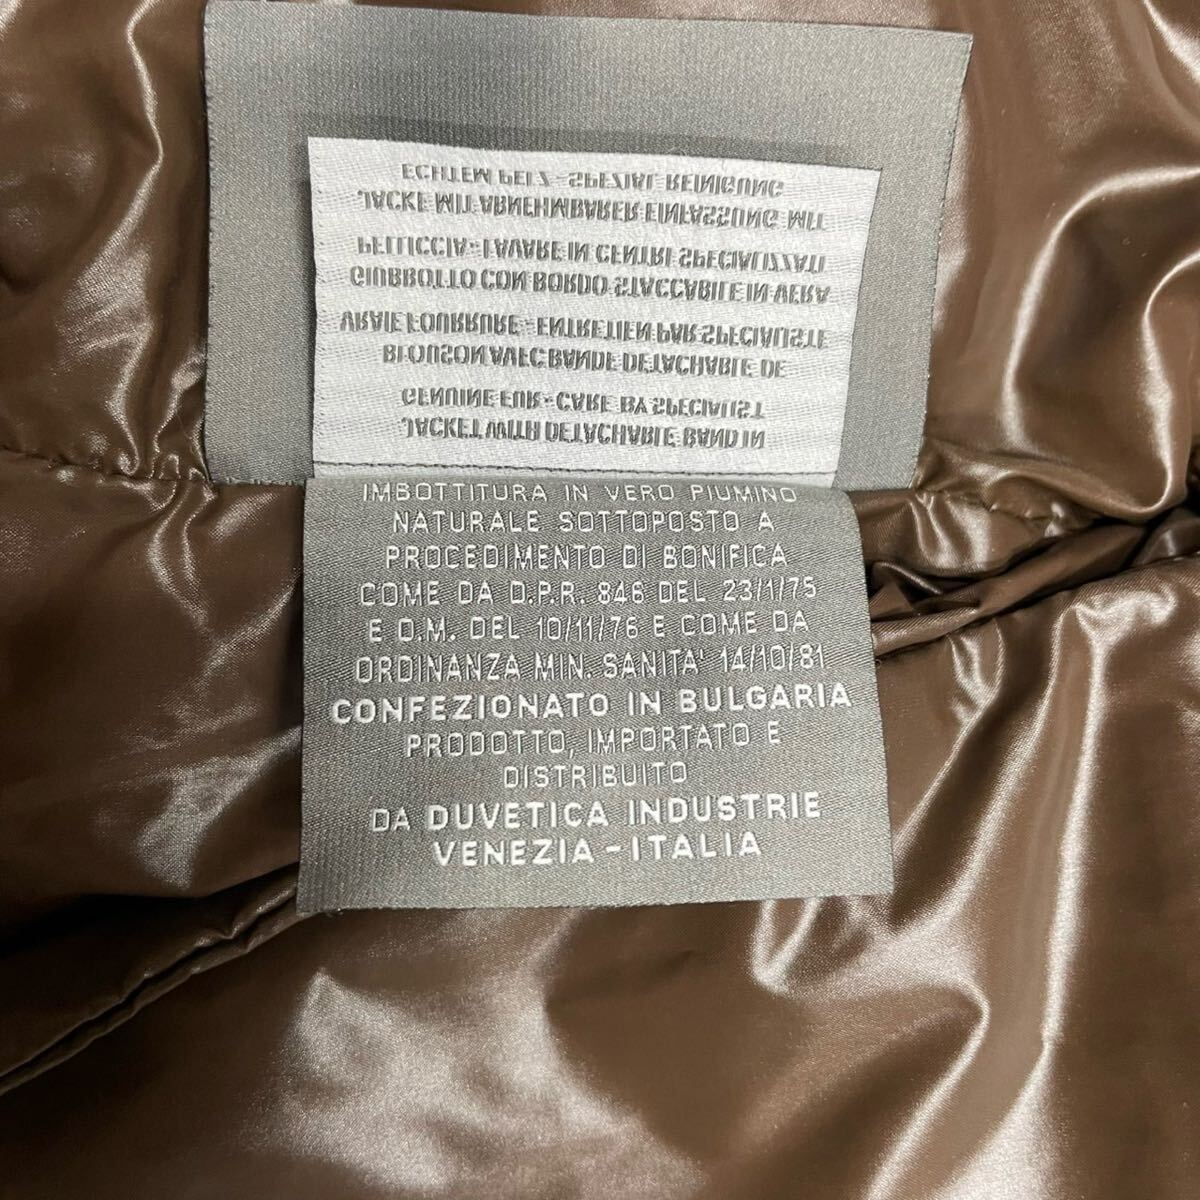 JACKET WITH DETACHABLE BAND IN
GENUINE FUR - CARE BY SPECIALIST
BLOUSON AVEC BANDE DETACHABLE DE
VRAIE FOURRURE - ENTRETIEN PAR SPECIALISTE
GIUBBOTTO CON BORDO STACCABILE IN VERA
PELLICCIA - LAVARE IN CENTRI SPECIALIZZATI
JACKE MIT ABNEHMBARER EINFASSUNG MIT
ECHTEM PELZ - SPEZIAL REINIGUNG
IMBOTTITURA IN VERO PIUMINO
NATURALE SOTTOPOSTO A
PROCEDIMENTO DI BONIFICA
COME DA D.P.R. 846 DEL 23/1/75
E D.M. DEL 10/11/76 E COME DA
ORDINANZA MIN. SANITA' 14/10/81
CONFEZIONATO IN BULGARIA
PRODOTTO, IMPORTATO E
DISTRIBUITO
DA DUVETICA INDUSTRIE
VENEZIA - ITALIA